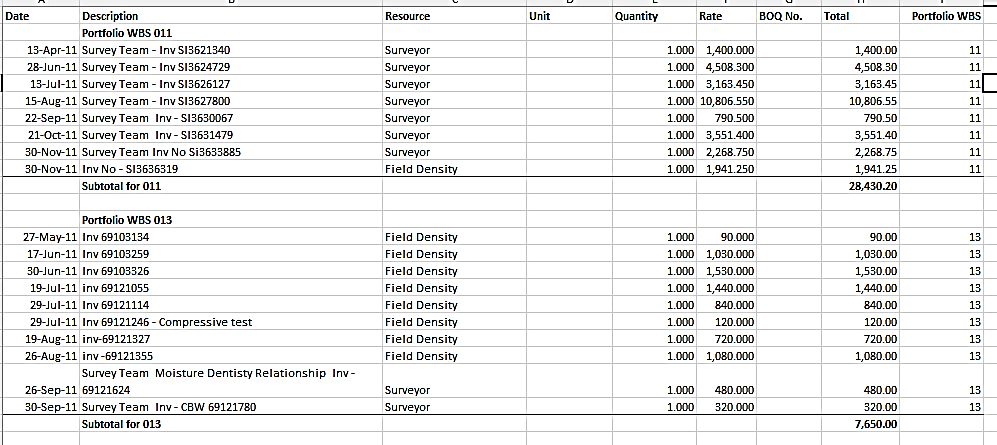 Date Description Resource Unit Quantity Rate BOQ No. Total Portfolio WBS
Portfolio WBS 011
13-Apr-11 Survey Team - Inv SI3621340 Surveyor 1.000 1,400.000 1,400.00 11
28-Jun-11 Survey Team - Inv SI3624729 Surveyor 1.000 4,508.300 4,508.30 11
13-Jul-11 Survey Team - Inv SI3626127 Surveyor 1.000 3,163.450 3,163.45 11
15-Aug-11 Survey Team - Inv SI3627800 Surveyor 1.000 10,806.550 10,806.55 11
22-Sep-11 Survey Team Inv - SI3630067 Surveyor 1.000 790.500 790.50 11
21-Oct-11 Survey Team Inv - SI3631479 Surveyor 1.000 3,551.400 3,551.40 11
30-Nov-11 Survey Team Inv No Si3633885 Surveyor 1.000 2,268.750 2,268.75 11
30-Nov-11 Inv No - SI3636319 Field Density 1.000 1,941.250 1,941.25 11
Subtotal for 011 28,430.20
Portfolio WBS 013
27-May-11 Inv 69103134 Field Density 1.000 90.000 90.00 13
17-Jun-11 Inv 69103259 Field Density 1.000 1,030.000 1,030.00 13
30-Jun-11 Inv 69103326 Field Density 1.000 1,530.000 1,530.00 13
19-Jul-11 inv 69121055 Field Density 1.000 1,440.000 1,440.00 13
29-Jul-11 Inv 69121114 Field Density 1.000 840.000 840.00 13
29-Jul-11 Inv 69121246 - Compressive test Field Density 1.000 120.000 120.00 13
19-Aug-11 inv-69121327 Field Density 1.000 720.000 720.00 13
26-Aug-11 inv -69121355 Field Density 1.000 1,080.000 1,080.00 13
Survey Team Moisture Dentisty Relationship Inv -
26-Sep-11 69121624 Surveyor 1.000 480.000 480.00 13
30-Sep-11 Survey Team Inv - CBW 69121780 Surveyor 1.000 320.000 320.00 13
Subtotal for 013 7,650.00